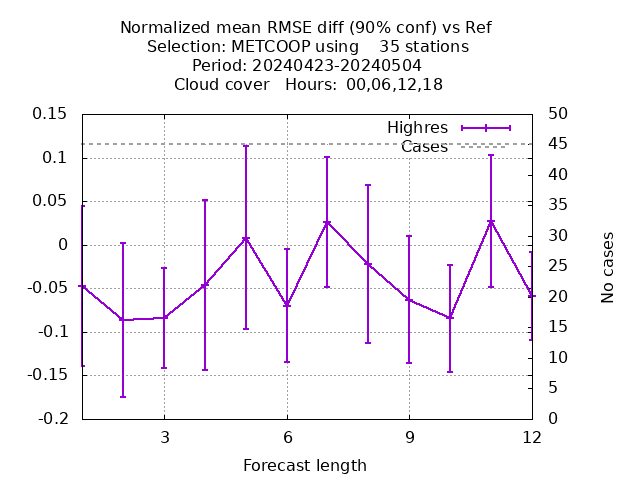 Normalized mean RMSE diff (90% conf) vs Ref
Selection: METCOOP using    35 stations
Period: 20240423-20240504
Cloud cover   Hours:  00,06,12,18
0.15
0.1
0.05
0
-0.05
-0.1
-0.15
-0.2
Highres
Cases
50
45
40
35
30
25
20
15
10
5
0
No cases
3
6
9
12
Forecast length